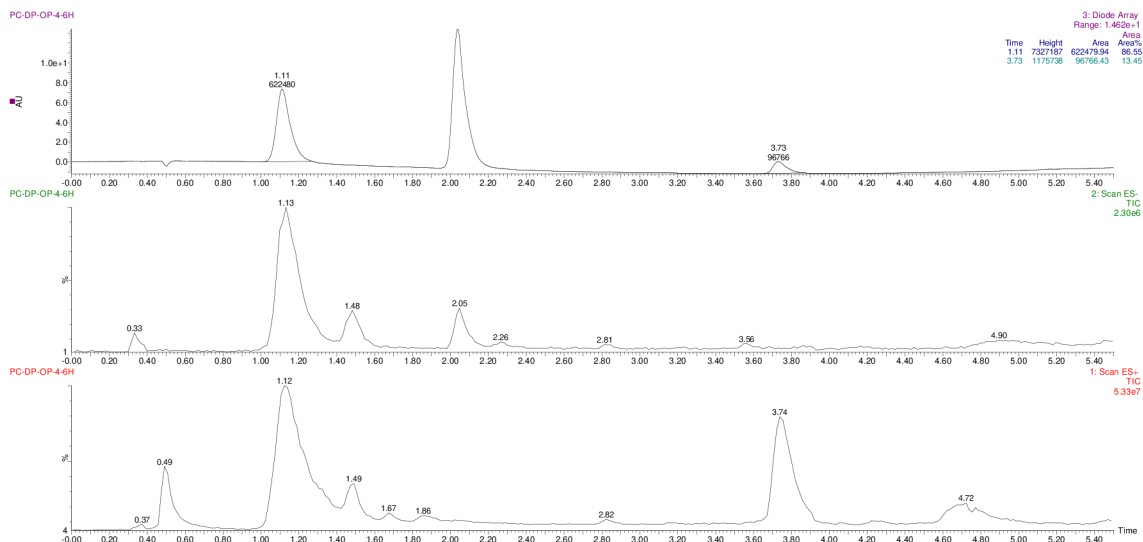 PC-DP-OP-4-6H
3: Diode Array
Range: 1.462e+1
Area
Time Height Area Area%
1.11 7327187 622479.94 86.55
3.73 1175738 96766.43 13.45
AU
1.0e+1
8.0
6.0
4.0
2.0
0.0
1.11
622480
3.73
96766
-0.00 0.20 0.40 0.60 0.80 1.00 1.20 1.40 1.60 1.80 2.00 2.20 2.40 2.60 2.80 3.00 3.20 3.40 3.60 3.80 4.00 4.20 4.40 4.60 4.80 5.00 5.20 5.40
PC-DP-OP-4-6H
2: Scan ES-
TIC
2.30e6
%
1
0.33
1.13
1.48
2.05
2.26
2.81
3.56
4.90
-0.00 0.20 0.40 0.60 0.80 1.00 1.20 1.40 1.60 1.80 2.00 2.20 2.40 2.60 2.80 3.00 3.20 3.40 3.60 3.80 4.00 4.20 4.40 4.60 4.80 5.00 5.20 5.40
PC-DP-OP-4-6H
1: Scan ES+
TIC
5.33e7
%
4
0.37
0.49
1.12
1.49
1.67
1.86
2.82
3.74
4.72
-0.00 0.20 0.40 0.60 0.80 1.00 1.20 1.40 1.60 1.80 2.00 2.20 2.40 2.60 2.80 3.00 3.20 3.40 3.60 3.80 4.00 4.20 4.40 4.60 4.80 5.00 5.20 5.40
Time